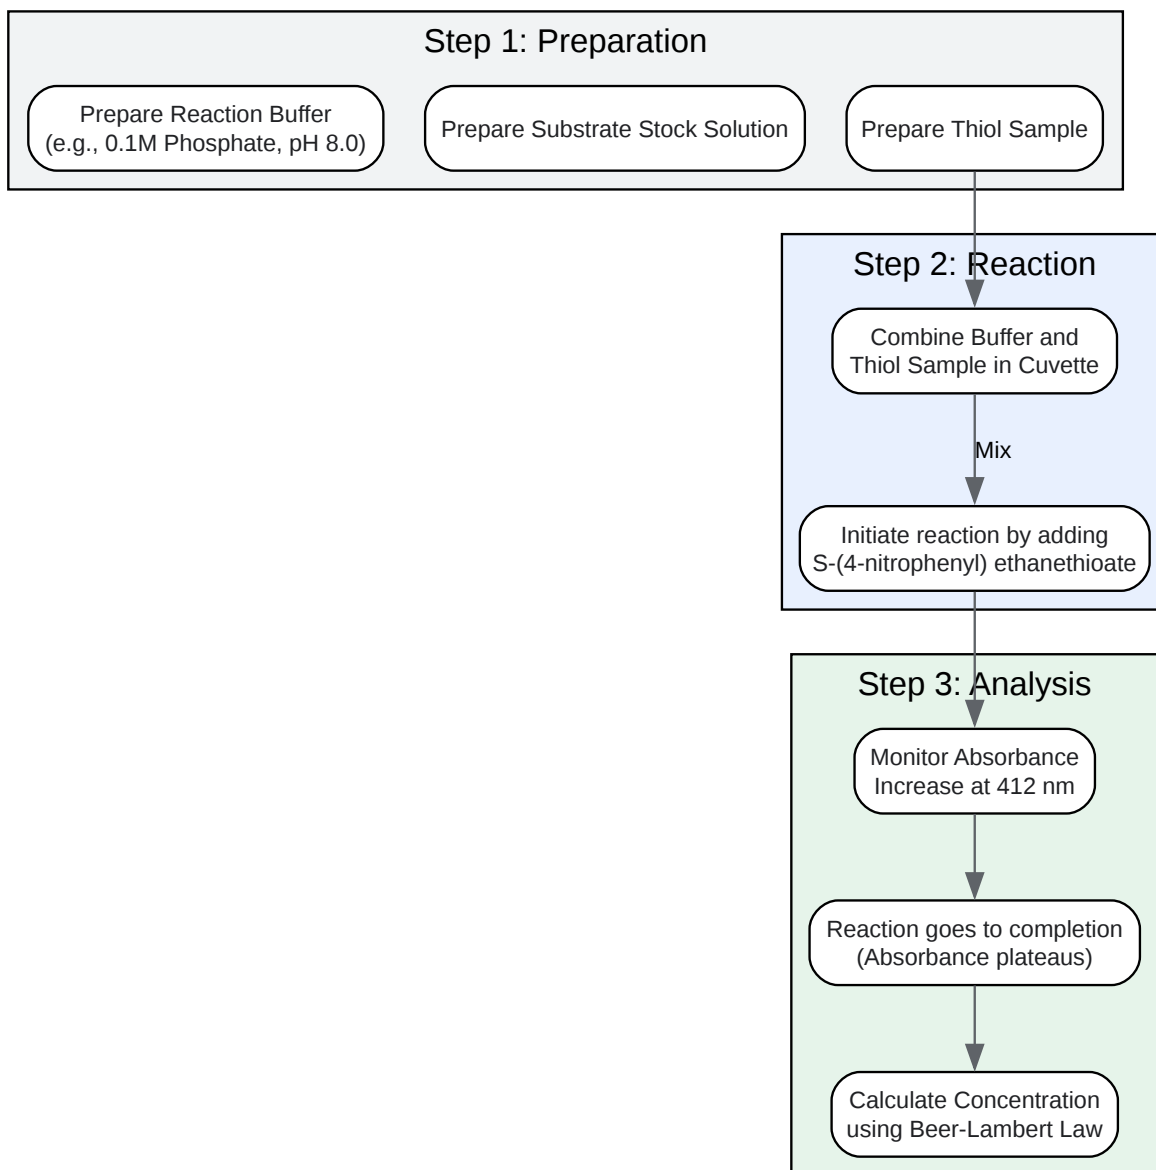 Step 1: Preparation
Prepare Reaction Buffer
(e.g., 0.1M Phosphate, pH 8.0)
Prepare Substrate Stock Solution
Prepare Thiol Sample
Step 2: Reaction
Combine Buffer and
Thiol Sample in Cuvette
Mix
Initiate reaction by adding
S-(4-nitrophenyl) ethanethioate
Step 3: Analysis
Monitor Absorbance
Increase at 412 nm
Reaction goes to completion
(Absorbance plateaus)
Calculate Concentration
using Beer-Lambert Law